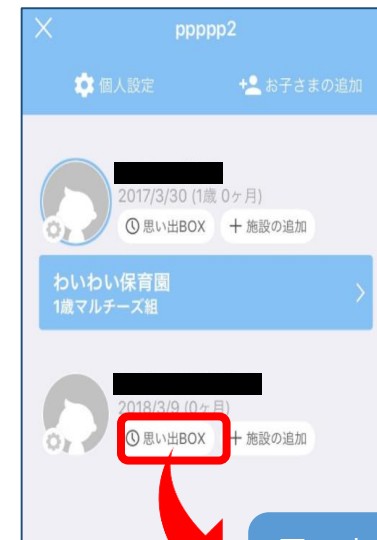 ppppp2
個人設定
お子さまの追加
2017/3/30 (1歳 0ヶ月)
思い出BOX
施設の追加
わいわい保育園
1歳マルチーズ組
2018/3/9 (0ヶ月)
思い出BOX
施設の追加